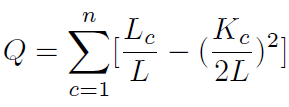 Q = \sum_{c=1}^{n} [ \frac{L_c}{L} - ( \frac{K_c}{2L} )^2 ]